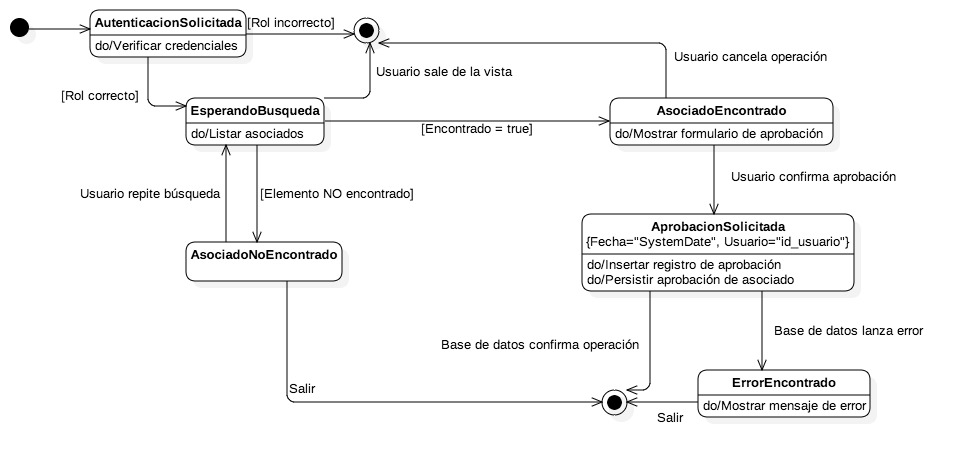 AutenticacionSolicitada
do/Verificar credenciales
[Rol incorrecto]
Usuario cancela operación
Usuario sale de la vista
[Rol correcto]
EsperandoBusqueda
do/Listar asociados
[Encontrado = true]
AsociadoEncontrado
do/Mostrar formulario de aprobación
Usuario repite búsqueda
[Elemento NO encontrado]
Usuario confirma aprobación
AsociadoNoEncontrado
AprobacionSolicitada
{Fecha="SystemDate", Usuario="id_usuario"}
do/Insertar registro de aprobación
do/Persistir aprobación de asociado
Base de datos confirma operación
Base de datos lanza error
Salir
ErrorEncontrado
do/Mostrar mensaje de error
Salir